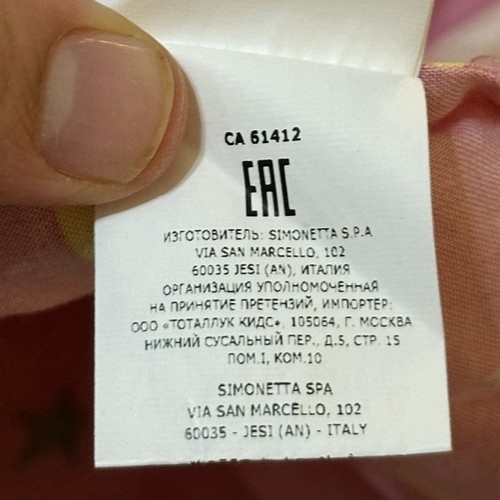 CA 61412
EAC
ИЗГОТОВИТЕЛЬ: SIMONETTA S.P.A
VIA SAN MARCELLO, 102
60035 JESI (AN), ИТАЛИЯ
ОРГАНИЗАЦИЯ УПОЛНОМОЧЕННАЯ
НА ПРИНЯТИЕ ПРЕТЕНЗИЙ, ИМПОРТЕР:
ООО «ТОТАЛЛУК КИДС», 105064, Г. МОСКВА
НИЖНИЙ СУСАЛЬНЫЙ ПЕР., Д.5, СТР. 15
ПОМ.I, КОМ.10
SIMONETTA SPA
VIA SAN MARCELLO, 102
60035 - JESI (AN) - ITALY